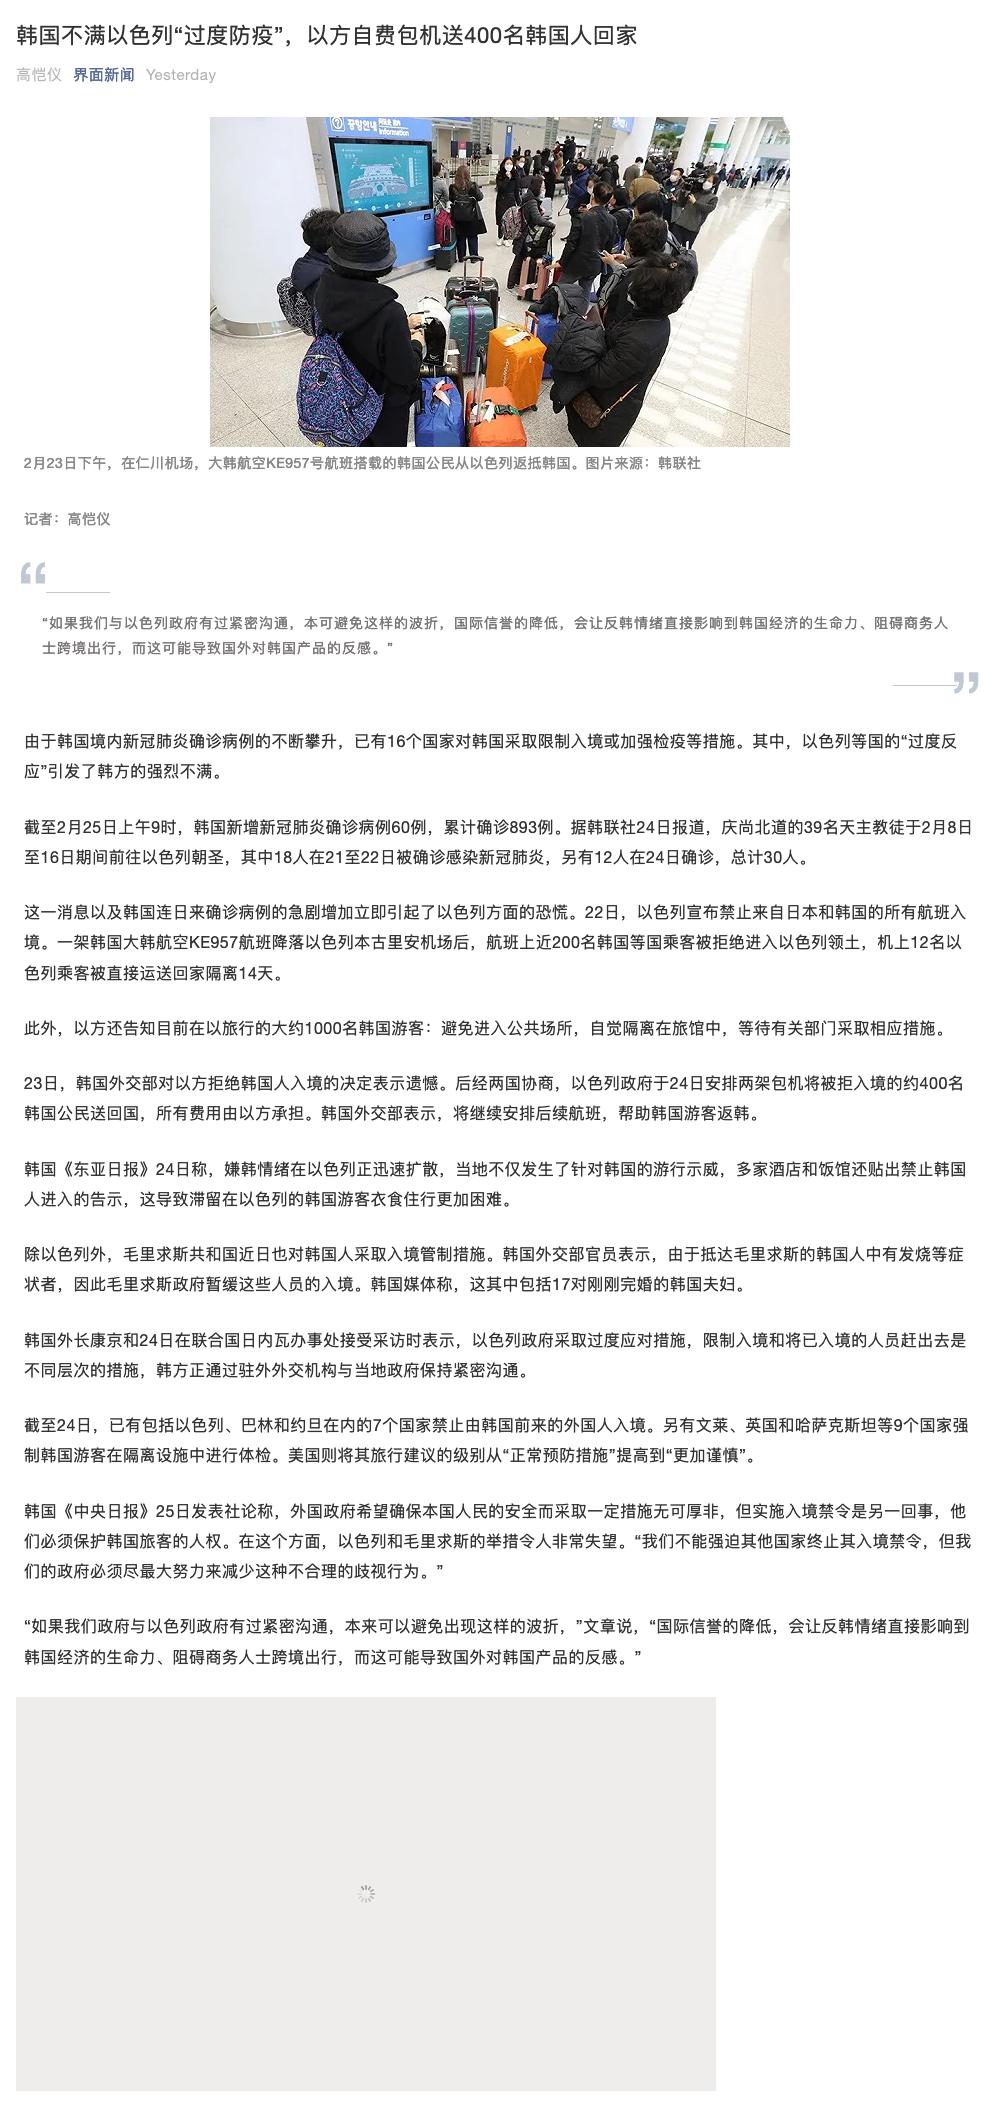 韩国不满以色列“过度防疫”，以方自费包机送400名韩国人回家
高恺仪 界面新闻 Yesterday
공항안내
Information
2月23日下午，在仁川机场，大韩航空KE957号航班搭载的韩国公民从以色列返抵韩国。图片来源：韩联社
记者：高恺仪
“如果我们与以色列政府有过紧密沟通，本可避免这样的波折，国际信誉的降低，会让反韩情绪直接影响到韩国经济的生命力、阻碍商务人
士跨境出行，而这可能导致国外对韩国产品的反感。”
由于韩国境内新冠肺炎确诊病例的不断攀升，已有16个国家对韩国采取限制入境或加强检疫等措施。其中，以色列等国的“过度反
应”引发了韩方的强烈不满。
截至2月25日上午9时，韩国新增新冠肺炎确诊病例60例，累计确诊893例。据韩联社24日报道，庆尚北道的39名天主教徒于2月8日
至16日期间前往以色列朝圣，其中18人在21至22日被确诊感染新冠肺炎，另有12人在24日确诊，总计30人。
这一消息以及韩国连日来确诊病例的急剧增加立即引起了以色列方面的恐慌。22日，以色列宣布禁止来自日本和韩国的所有航班入
境。一架韩国大韩航空KE957航班降落以色列本古里安机场后，航班上近200名韩国等国乘客被拒绝进入以色列领土，机上12名以
色列乘客被直接运送回家隔离14天。
此外，以方还告知目前在以旅行的大约1000名韩国游客：避免进入公共场所，自觉隔离在旅馆中，等待有关部门采取相应措施。
23日，韩国外交部对以方拒绝韩国人入境的决定表示遗憾。后经两国协商，以色列政府于24日安排两架包机将被拒入境的约400名
韩国公民送回国，所有费用由以方承担。韩国外交部表示，将继续安排后续航班，帮助韩国游客返韩。
韩国《东亚日报》24日称，嫌韩情绪在以色列正迅速扩散，当地不仅发生了针对韩国的游行示威，多家酒店和饭馆还贴出禁止韩国
人进入的告示，这导致滞留在以色列的韩国游客衣食住行更加困难。
除以色列外，毛里求斯共和国近日也对韩国人采取入境管制措施。韩国外交部官员表示，由于抵达毛里求斯的韩国人中有发烧等症
状者，因此毛里求斯政府暂缓这些人员的入境。韩国媒体称，这其中包括17对刚刚完婚的韩国夫妇。
韩国外长康京和24日在联合国日内瓦办事处接受采访时表示，以色列政府采取过度应对措施，限制入境和将已入境的人员赶出去是
不同层次的措施，韩方正通过驻外外交机构与当地政府保持紧密沟通。
截至24日，已有包括以色列、巴林和约旦在内的7个国家禁止由韩国前来的外国人入境。另有文莱、英国和哈萨克斯坦等9个国家强
制韩国游客在隔离设施中进行体检。美国则将其旅行建议的级别从“正常预防措施”提高到“更加谨慎”。
韩国《中央日报》25日发表社论称，外国政府希望确保本国人民的安全而采取一定措施无可厚非，但实施入境禁令是另一回事，他
们必须保护韩国旅客的人权。在这个方面，以色列和毛里求斯的举措令人非常失望。“我们不能强迫其他国家终止其入境禁令，但我
们的政府必须尽最大努力来减少这种不合理的歧视行为。”
“如果我们政府与以色列政府有过紧密沟通，本来可以避免出现这样的波折，”文章说，“国际信誉的降低，会让反韩情绪直接影响到
韩国经济的生命力、阻碍商务人士跨境出行，而这可能导致国外对韩国产品的反感。”